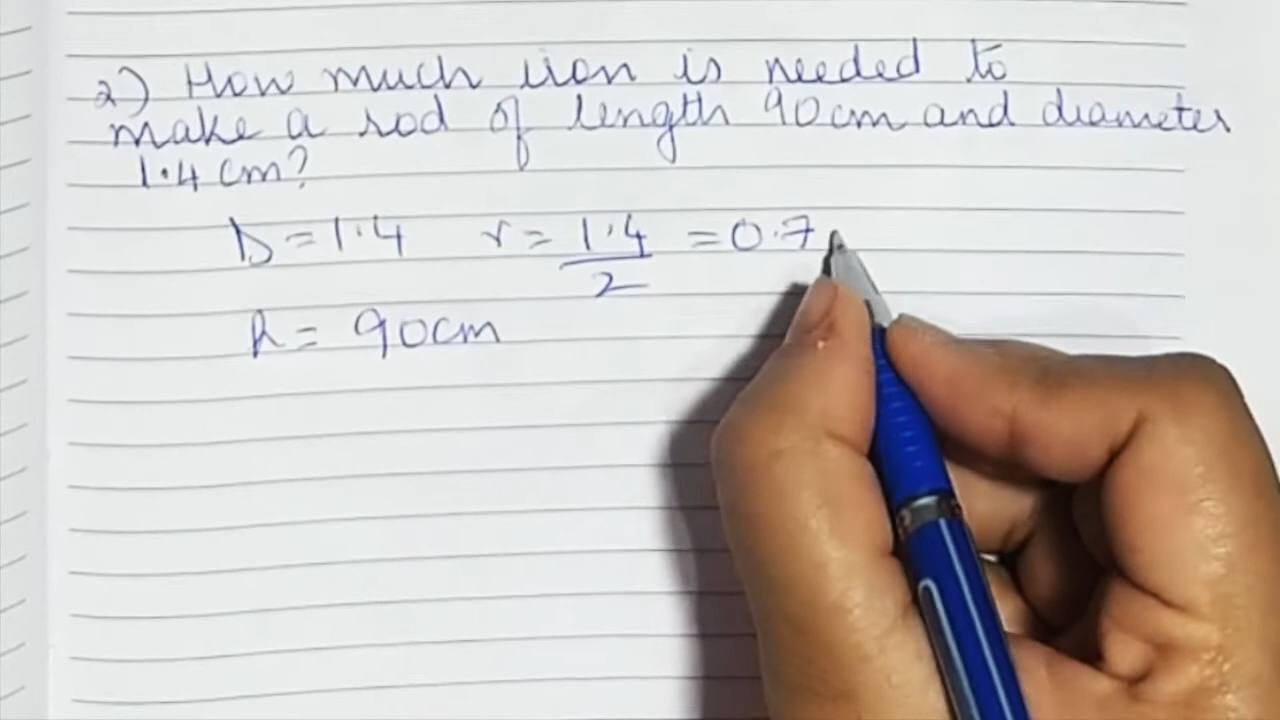 2) How much iron is needed to
make a rod of length 90cm and diameter
1.4 cm?
D = 1.4 r = 1.4/2 = 0.7
h = 90cm